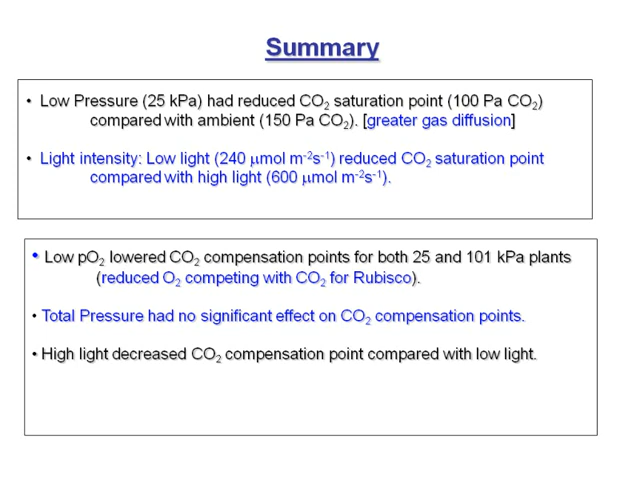 Summary
• Low Pressure (25 kPa) had reduced CO₂ saturation point (100 Pa CO₂)
compared with ambient (150 Pa CO₂). [greater gas diffusion]
• Light intensity: Low light (240 μmol m⁻²s⁻¹) reduced CO₂ saturation point
compared with high light (600 μmol m⁻²s⁻¹).
• Low pO₂ lowered CO₂ compensation points for both 25 and 101 kPa plants
(reduced O₂ competing with CO₂ for Rubisco).
• Total Pressure had no significant effect on CO₂ compensation points.
• High light decreased CO₂ compensation point compared with low light.